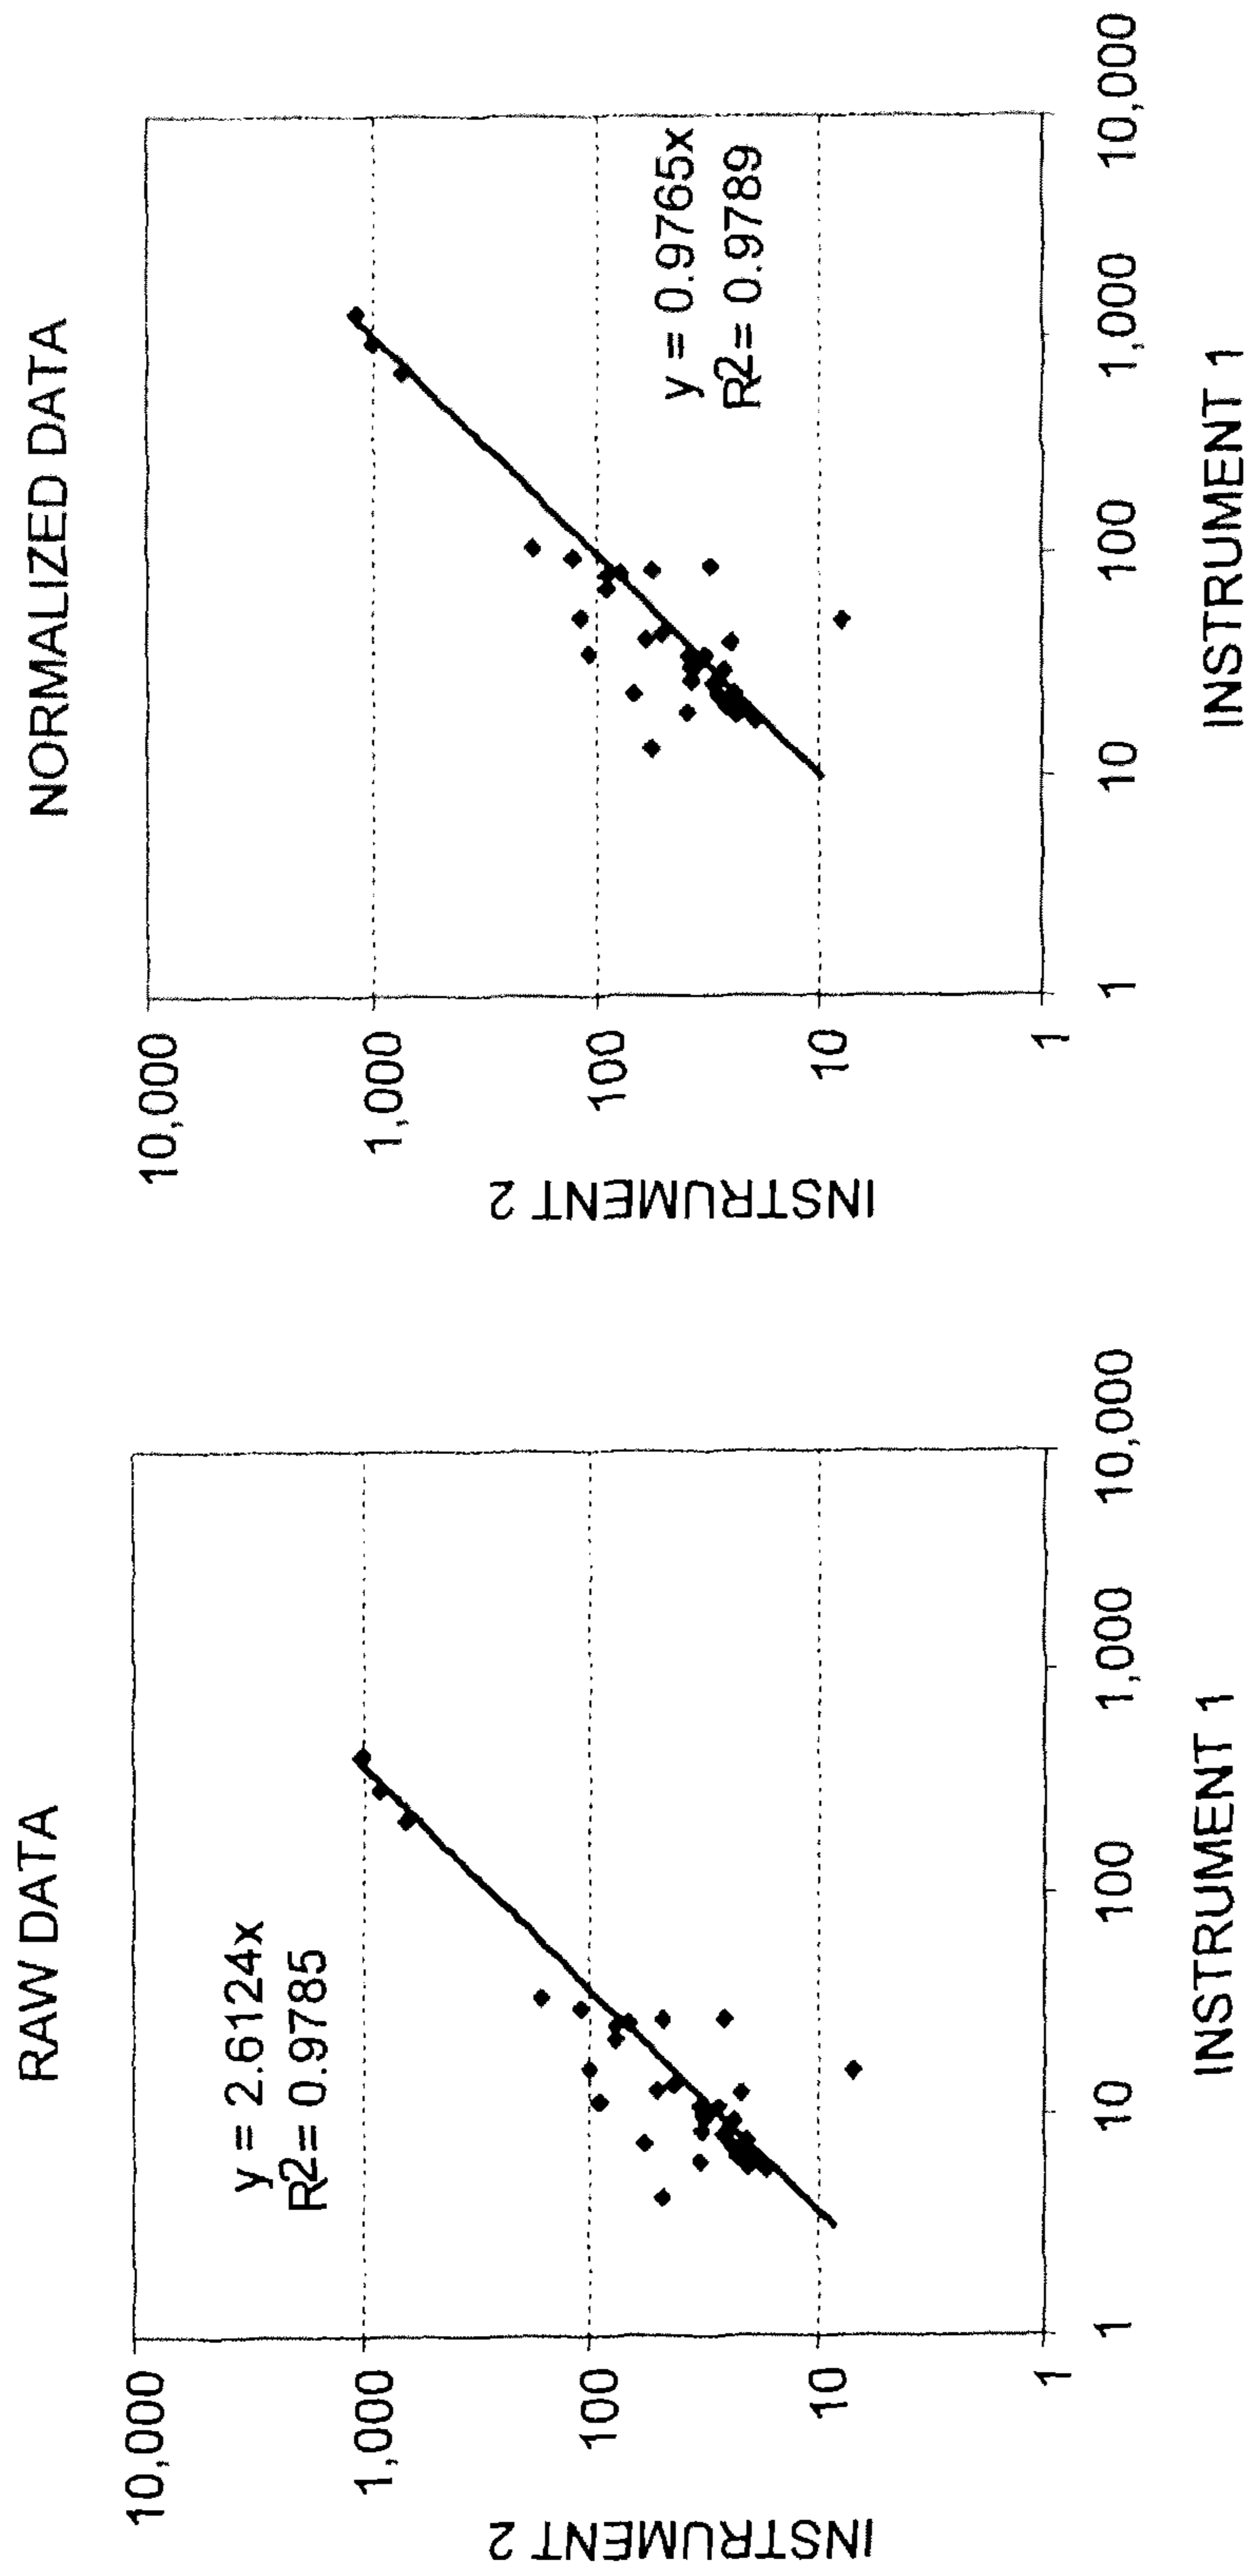 RAW DATA
y = 2.6124x
R2= 0.9785
10,000
1,000
100
10
1
INSTRUMENT 2
1
10
100
1,000
10,000
INSTRUMENT 1
NORMALIZED DATA
y = 0.9765x
R2= 0.9789
10,000
1,000
100
10
1
INSTRUMENT 2
1
10
100
1,000
10,000
INSTRUMENT 1